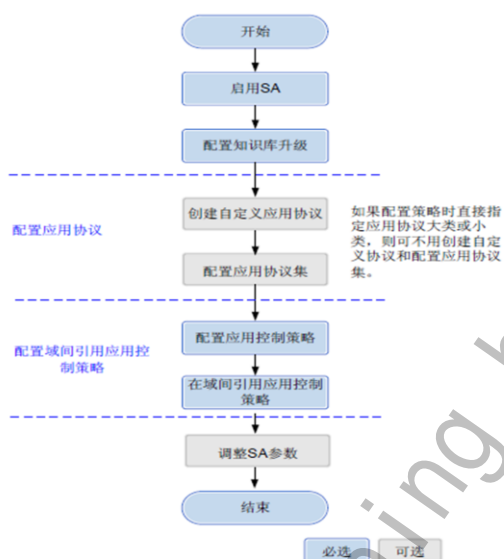 开始
启用SA
配置知识库升级
配置应用协议
创建自定义应用协议
配置应用协议集
如果配置策略时直接指
定应用协议大类或小
类，则可不用创建自定
义协议和配置应用协议
集。
配置域间引用应用控
制策略
配置应用控制策略
在域间引用应用控制
策略
调整SA参数
结束
必选
可选